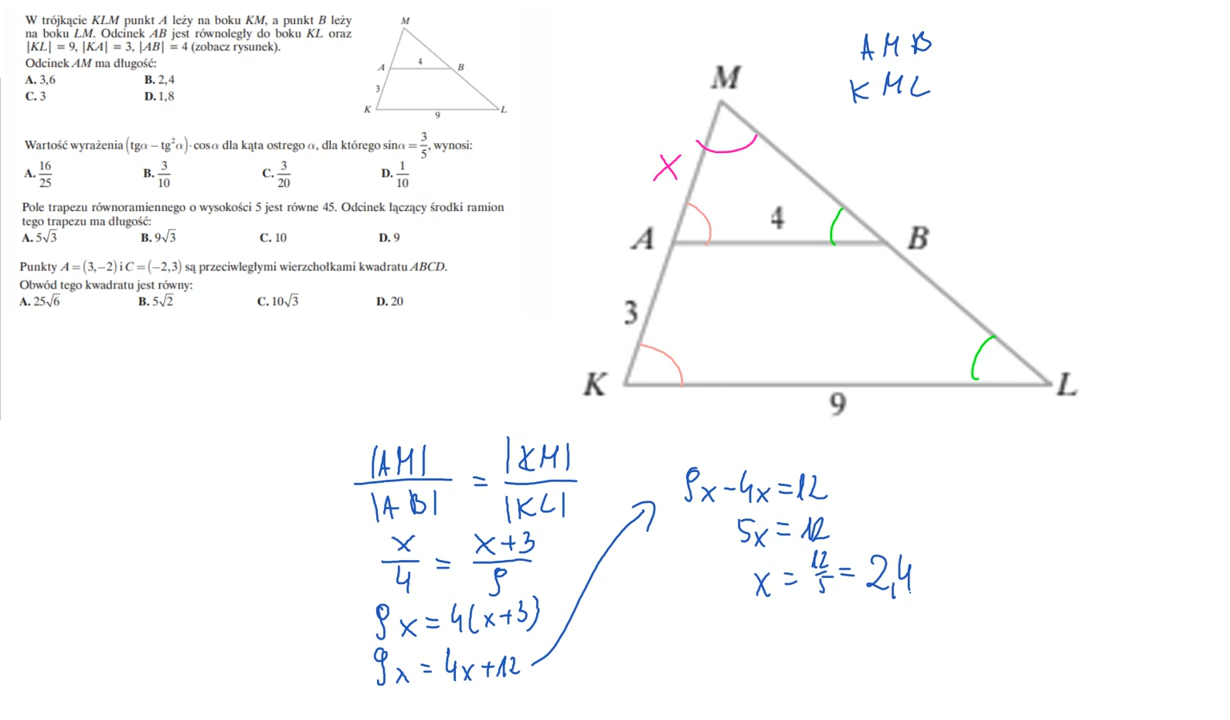 W trójkącie KLM punkt A leży na boku KM, a punkt B leży
na boku LM. Odcinek AB jest równoległy do boku KL oraz
|KL| = 9, |KA| = 3, |AB| = 4 (zobacz rysunek).
Odcinek AM ma długość:
A. 3,6 B. 2,4
C. 3 D. 1,8
M
A 4 B
3
K 9 L
Wartość wyrażenia (tgα – tg²α)·cosα dla kąta ostrego α, dla którego sinα = 3/5, wynosi:
A. 16/25 B. 3/10 C. 3/20 D. 1/10
Pole trapezu równoramiennego o wysokości 5 jest równe 45. Odcinek łączący środki ramion
tego trapezu ma długość:
A. 5√3 B. 9√3 C. 10 D. 9
Punkty A = (3,–2) i C = (–2,3) są przeciwległymi wierzchołkami kwadratu ABCD.
Obwód tego kwadratu jest równy:
A. 25√6 B. 5√2 C. 10√3 D. 20
AMB
KML
M
x
A 4 B
3
K L
9
|AM|/|AB| = |KM|/|KL|
x/4 = x+3/9
9x = 4(x+3)
9x = 4x+12
9x-4x=12
5x = 12
x = 12/5 = 2,4